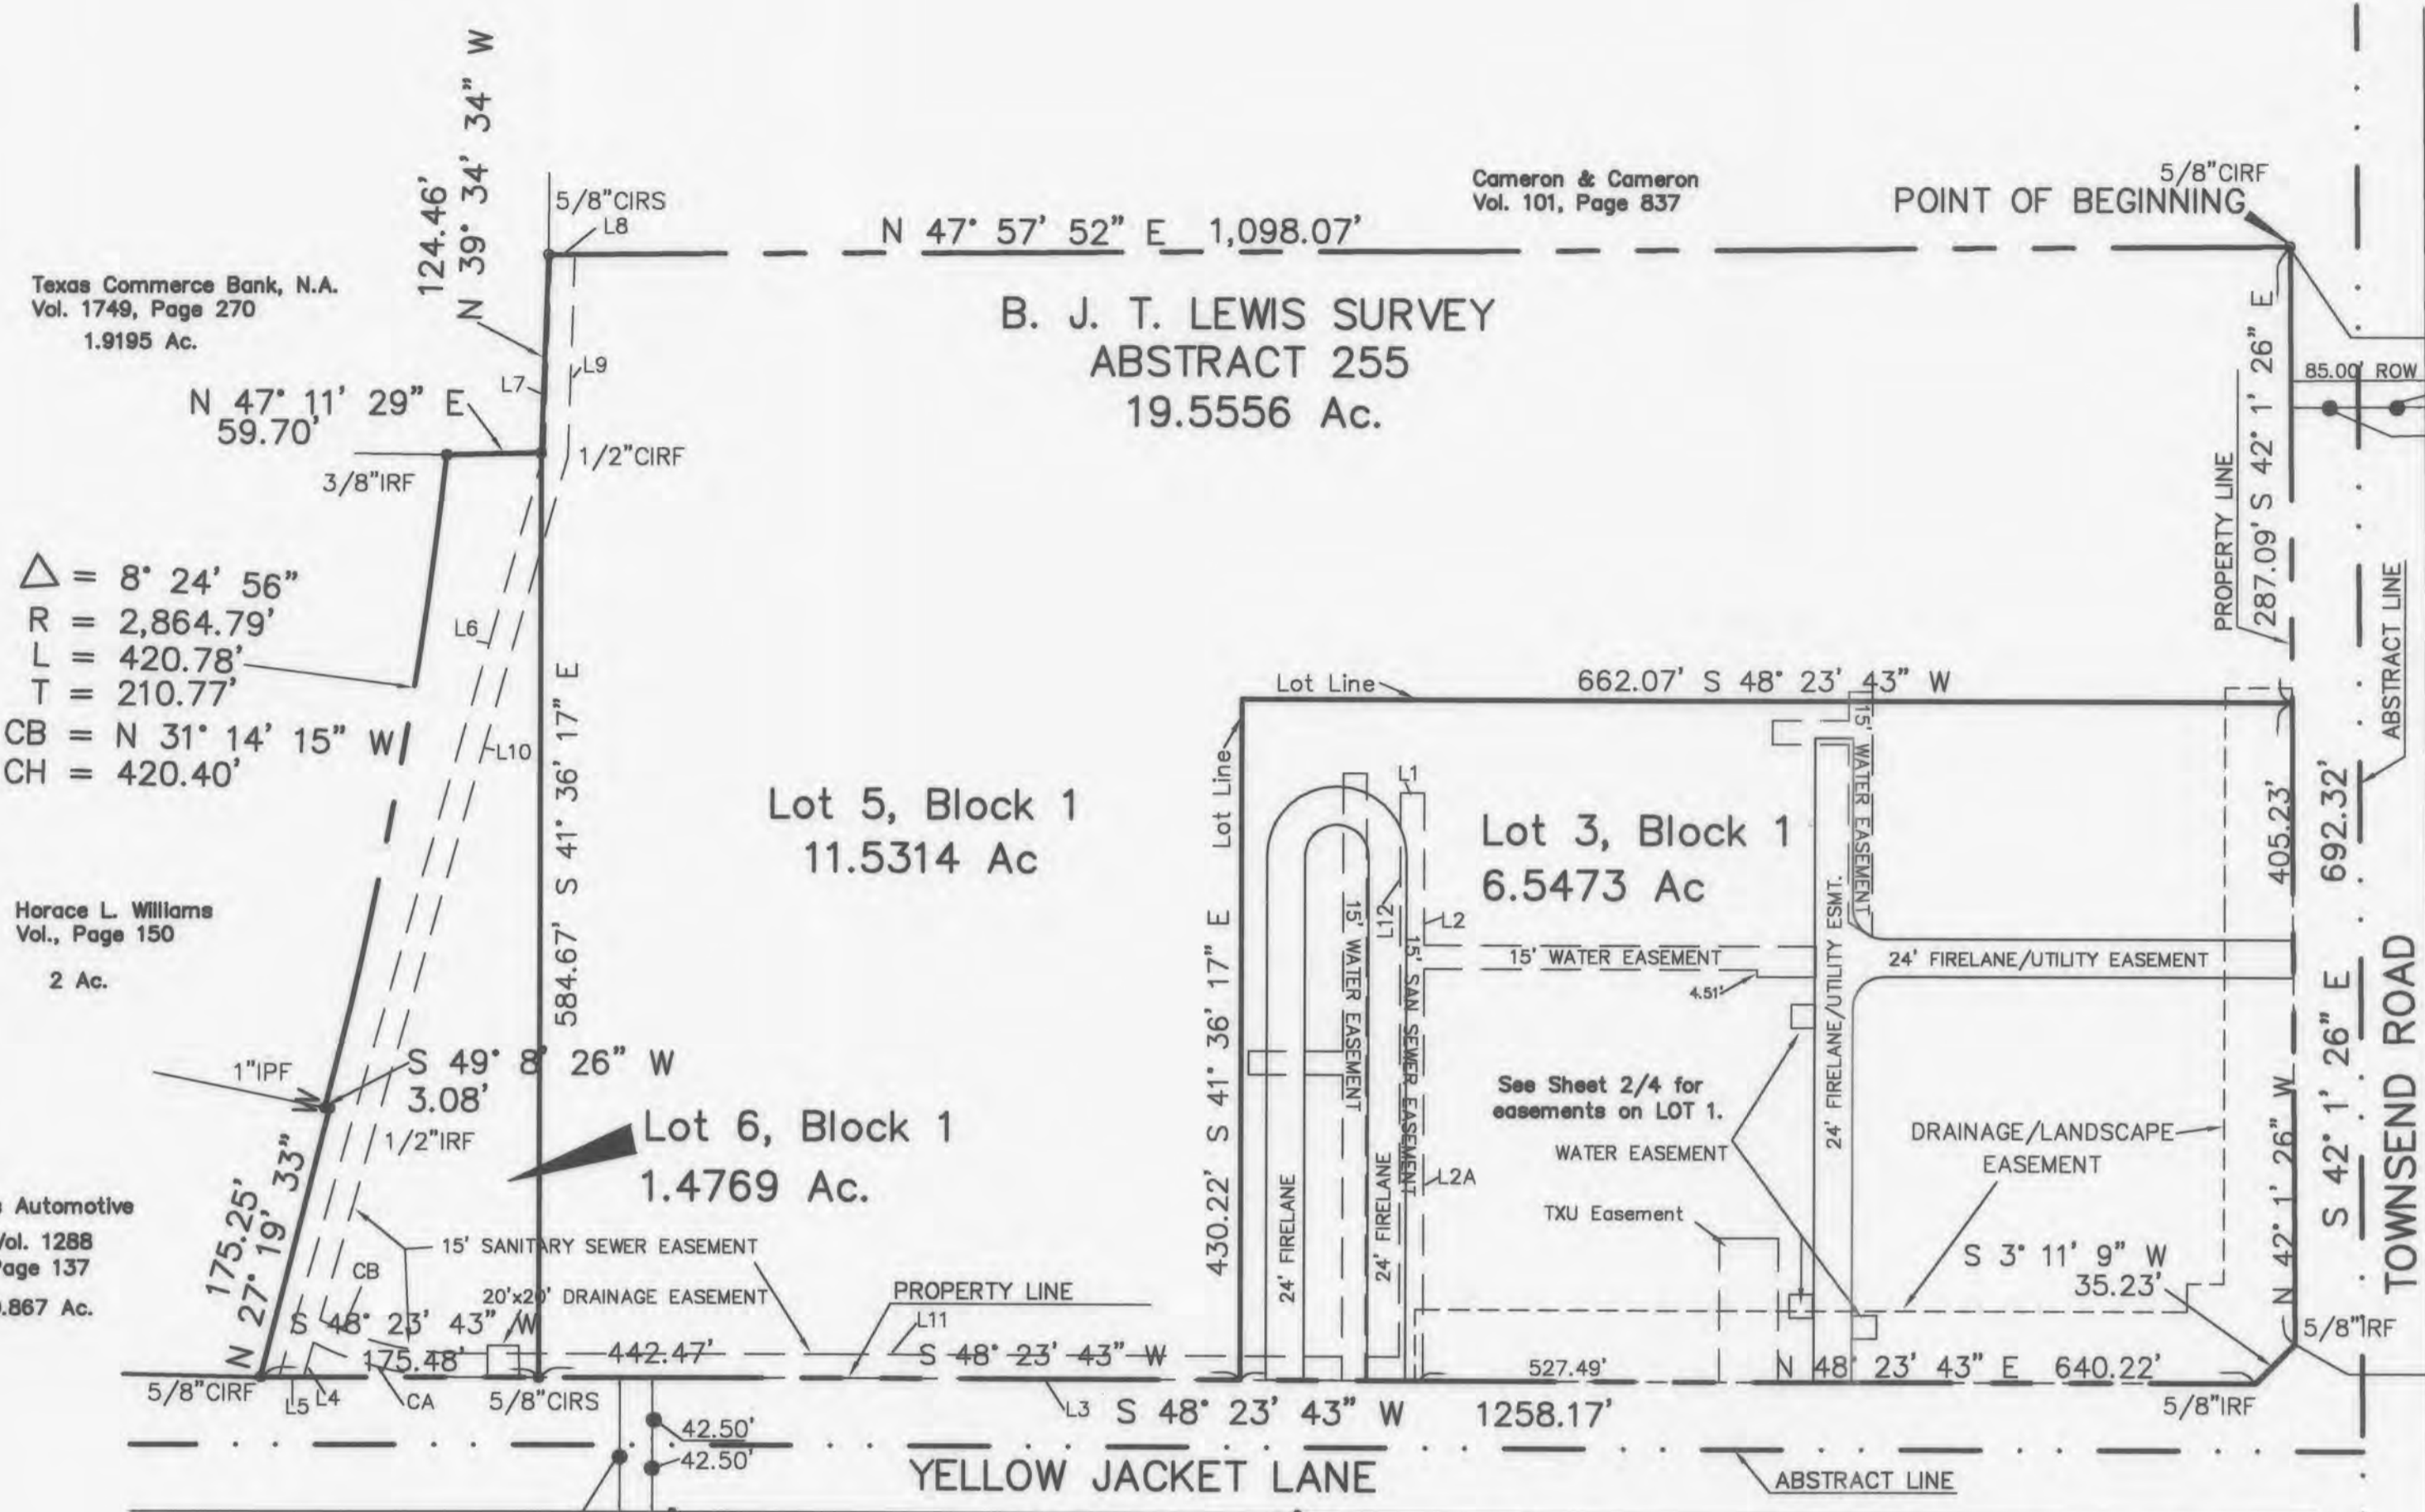 124.46'
N 39° 34' 34" W
5/8"CIRS
L8
N 47° 57' 52" E 1,098.07'
Cameron & Cameron
Vol. 101, Page 837
5/8"CIRF
POINT OF BEGINNING
Texas Commerce Bank, N.A.
Vol. 1749, Page 270
1.9195 Ac.
B. J. T. LEWIS SURVEY
ABSTRACT 255
19.5556 Ac.
L7
L9
N 47° 11' 29" E
59.70'
3/8"IRF
1/2"CIRF
85.00' ROW
PROPERTY LINE
287.09' S 42° 1' 26" E
ABSTRACT LINE
△ = 8° 24' 56"
R = 2,864.79'
L = 420.78'
T = 210.77'
CB = N 31° 14' 15" W
CH = 420.40'
L6
L10
584.67' S 41° 36' 17" E
Lot Line
662.07' S 48° 23' 43" W
Lot Line
Lot 5, Block 1
11.5314 Ac
L1
Lot 3, Block 1
6.5473 Ac
15' WATER EASEMENT
405.23'
692.32'
Horace L. Williams
Vol., Page 150
2 Ac.
430.22' S 41° 36' 17" E
15' WATER EASEMENT
L12
L2
15' SAN SEWER EASEMENT
15' WATER EASEMENT
4.51'
24' FIRELANE/UTILITY ESMT.
24' FIRELANE/UTILITY EASEMENT
1"IPF
S 49° 8' 26" W
3.08'
1/2"IRF
See Sheet 2/4 for
easements on LOT 1.
WATER EASEMENT
DRAINAGE/LANDSCAPE
EASEMENT
Lot 6, Block 1
1.4769 Ac.
L2A
TXU Easement
24' FIRELANE
24' FIRELANE
S 3° 11' 9" W
35.23'
N 42° 1' 26" W
S 42° 1' 26" E
TOWNSEND ROAD
Automotive
Vol. 1288
Page 137
.867 Ac.
175.25'
N 27° 19' 33" W
CB
15' SANITARY SEWER EASEMENT
20'x20' DRAINAGE EASEMENT
PROPERTY LINE
L11
S 48° 23' 43" W
175.48'
442.47'
S 48° 23' 43" W
527.49'
N 48° 23' 43" E 640.22'
5/8"IRF
5/8"CIRF
L5
L4
CA
5/8"CIRS
L3
S 48° 23' 43" W 1258.17'
5/8"IRF
42.50'
42.50'
YELLOW JACKET LANE
ABSTRACT LINE